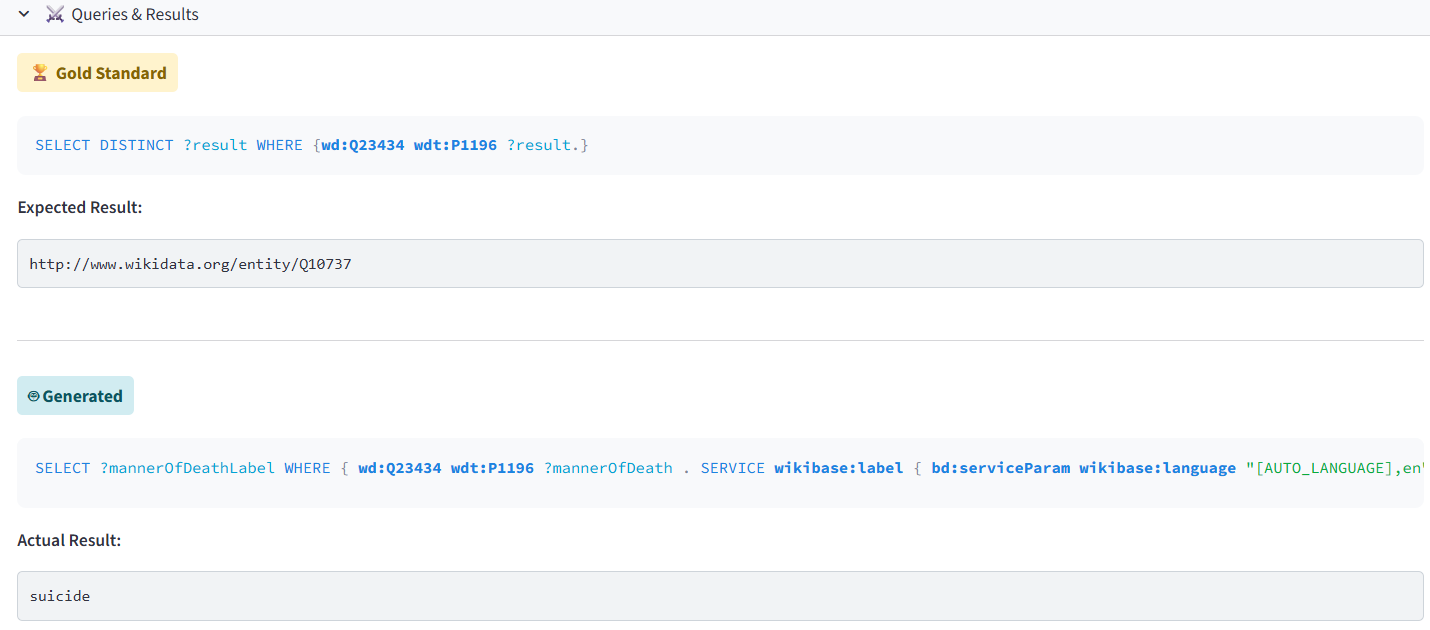 Queries & Results
Gold Standard
SELECT DISTINCT ?result WHERE {wd:Q23434 wdt:P1196 ?result.}
Expected Result:
http://www.wikidata.org/entity/Q10737
Generated
SELECT ?mannerOfDeathLabel WHERE { wd:Q23434 wdt:P1196 ?mannerOfDeath . SERVICE wikibase:label { bd:serviceParam wikibase:language "[AUTO_LANGUAGE],en"
Actual Result:
suicide